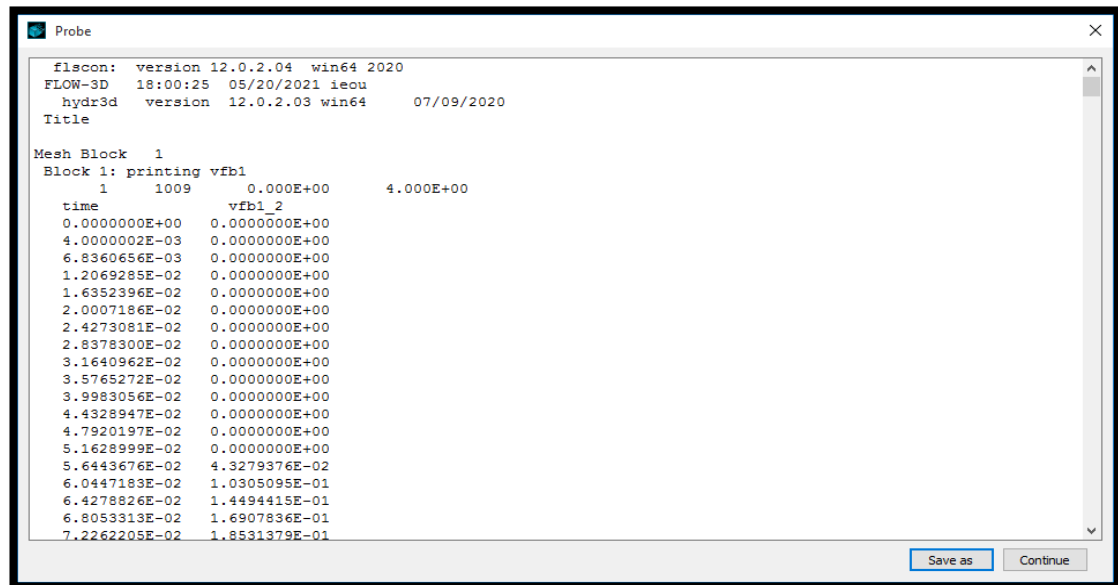 Probe
flscon: version 12.0.2.04 win64 2020
FLOW-3D 18:00:25 05/20/2021 ieou
hydr3d version 12.0.2.03 win64 07/09/2020
Title
Mesh Block 1
Block 1: printing vfb1
1 1009 0.000E+00 4.000E+00
time vfb1_2
0.0000000E+00 0.0000000E+00
4.0000002E-03 0.0000000E+00
6.8360656E-03 0.0000000E+00
1.2069285E-02 0.0000000E+00
1.6352396E-02 0.0000000E+00
2.0007186E-02 0.0000000E+00
2.4273081E-02 0.0000000E+00
2.8378300E-02 0.0000000E+00
3.1640962E-02 0.0000000E+00
3.5765272E-02 0.0000000E+00
3.9983056E-02 0.0000000E+00
4.4328947E-02 0.0000000E+00
4.7920197E-02 0.0000000E+00
5.1628999E-02 0.0000000E+00
5.6443676E-02 4.3279376E-02
6.0447183E-02 1.0305095E-01
6.4278826E-02 1.4494415E-01
6.8053313E-02 1.6907836E-01
7.2262205E-02 1.8531379E-01
Save as Continue